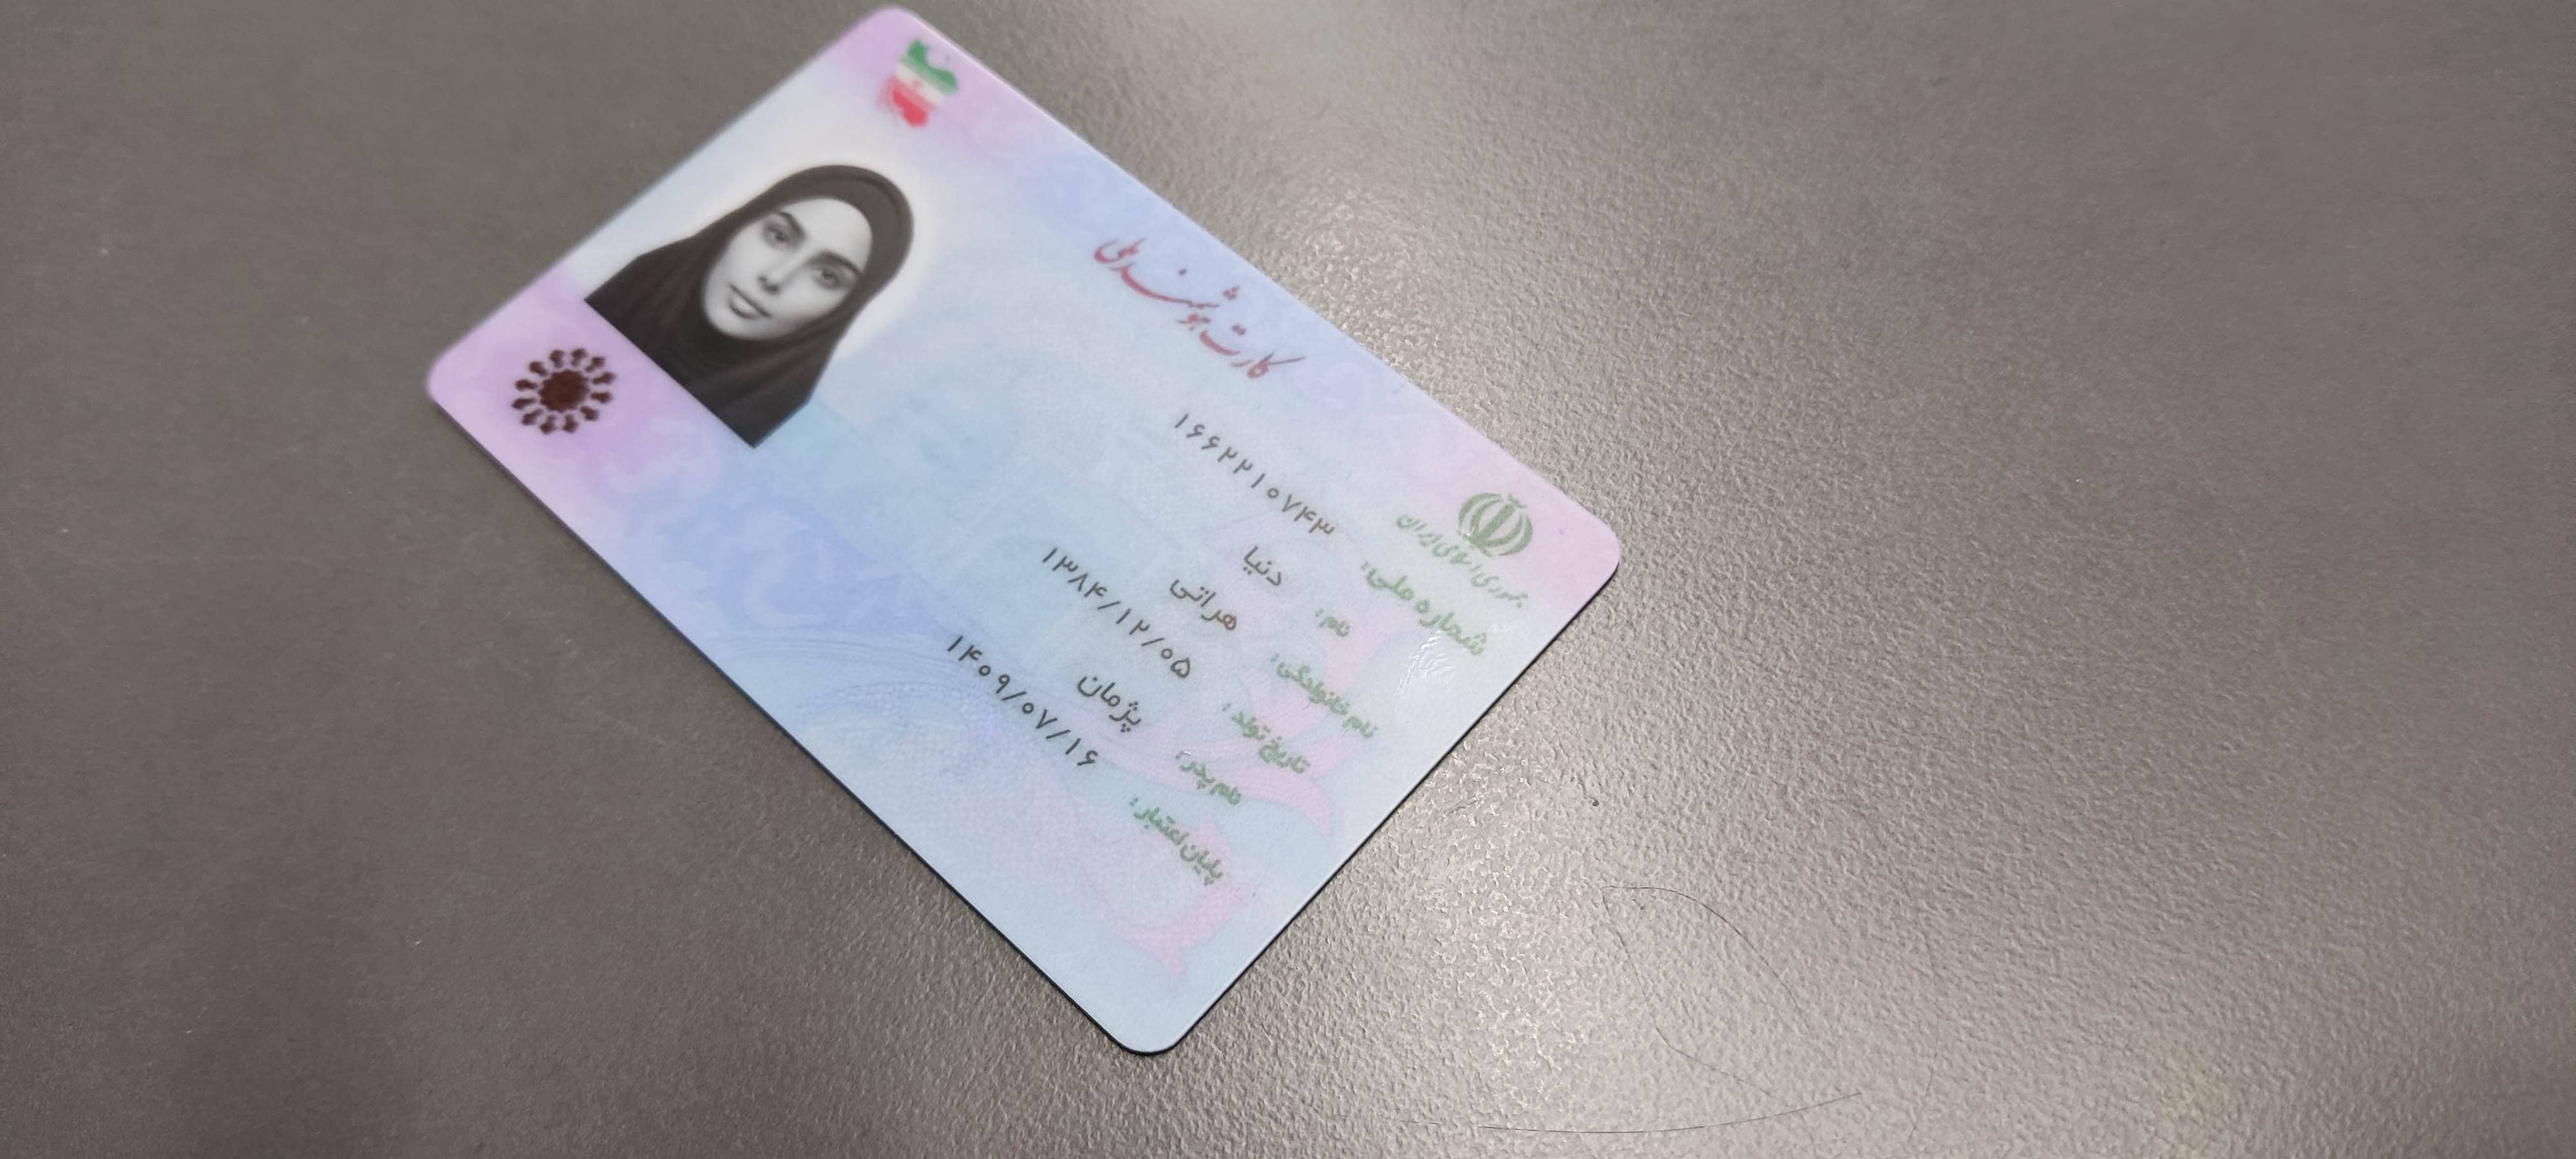 جمهوری اسلامی ایران
کارت هوشمند ملی
شماره ملی: ۱۶۶۲۲۱۰۷۴۳
نام: دنیا
نام خانوادگی: هراتی
تاریخ تولد: ۱۳۸۴/۱۲/۰۵
نام پدر: پژمان
پایان اعتبار: ۱۴۰۹/۰۷/۱۶